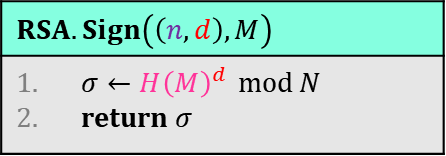 RSA.Sign((n, d), M)
1. σ ← H(M)^d mod N
2. return σ